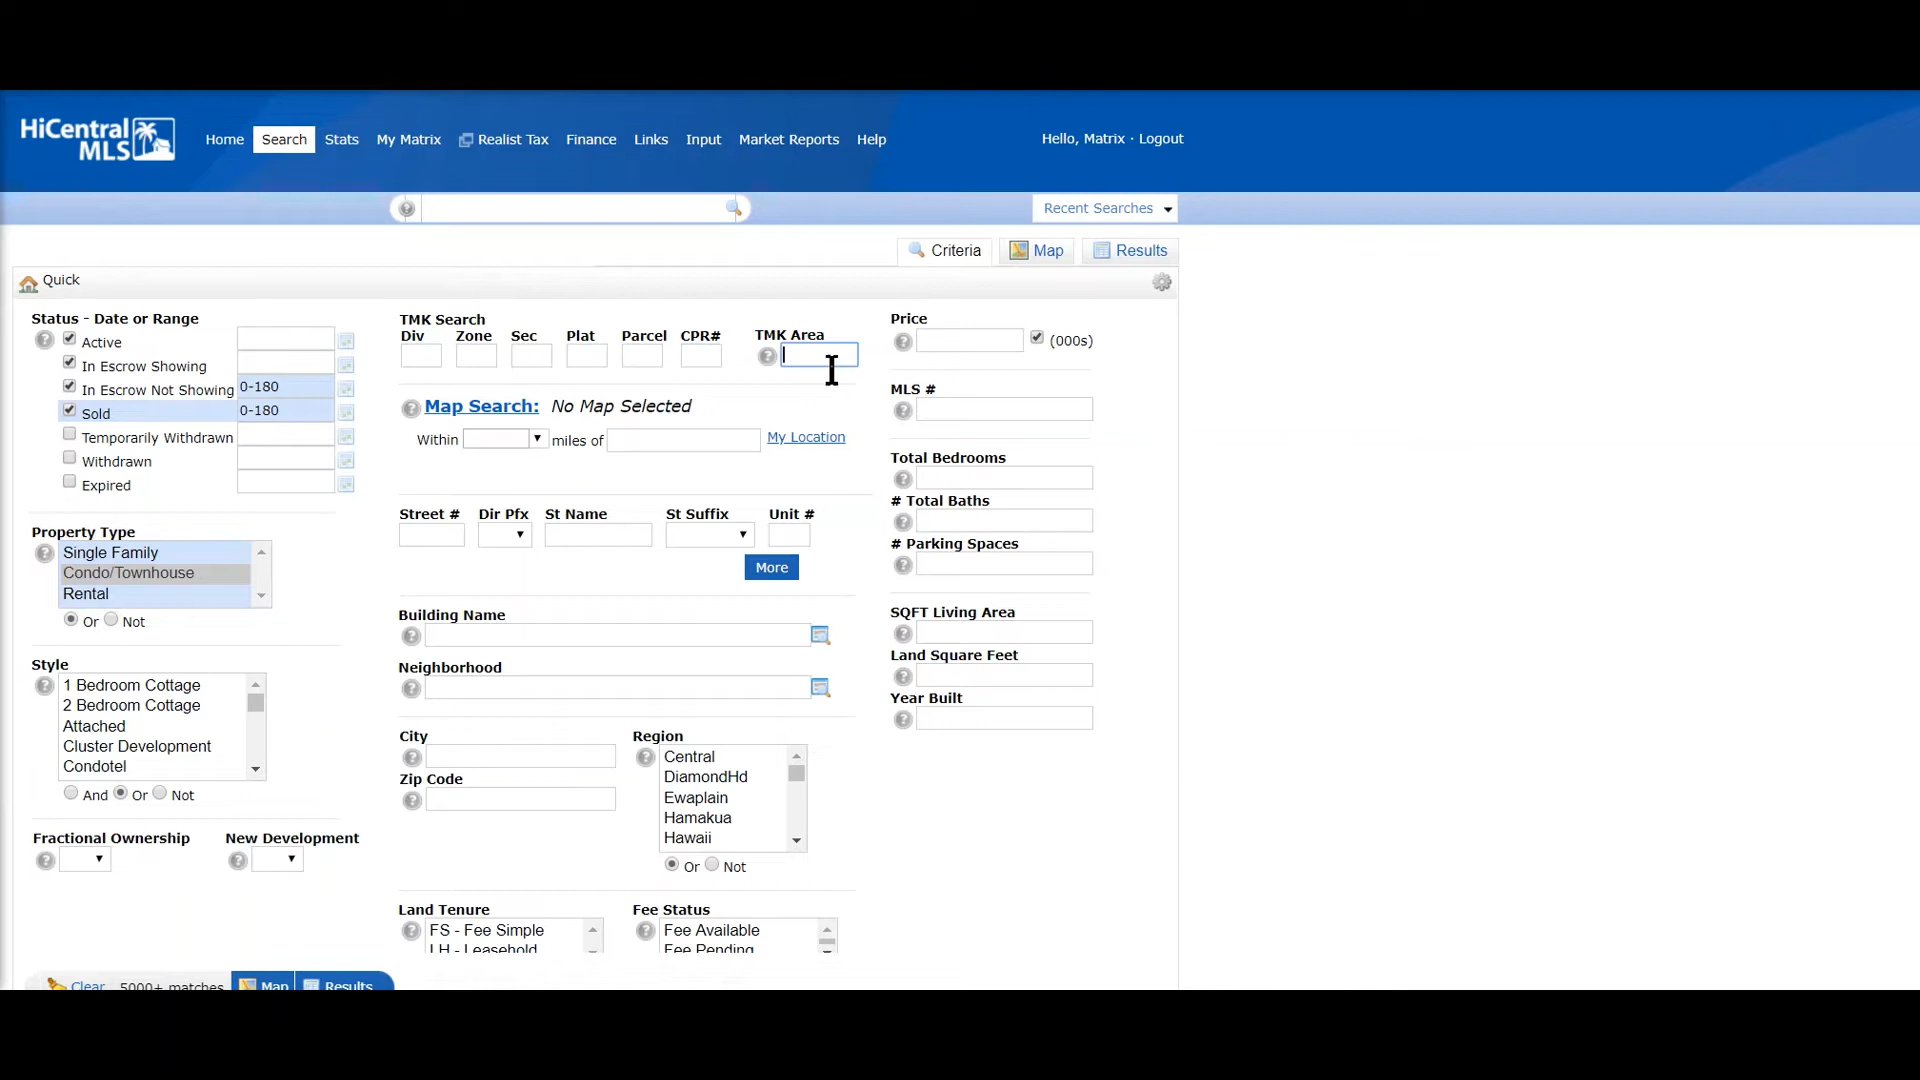 HiCentral
MLS
Home
Search
Stats
My Matrix
Realist Tax
Finance
Links
Input
Market Reports
Help
Hello, Matrix · Logout
Recent Searches
Criteria
Map
Results
Quick
Status - Date or Range
Active
In Escrow Showing
In Escrow Not Showing
0-180
Sold
0-180
Temporarily Withdrawn
Withdrawn
Expired
Property Type
Single Family
Condo/Townhouse
Rental
Or Not
Style
1 Bedroom Cottage
2 Bedroom Cottage
Attached
Cluster Development
Condotel
And Or Not
Fractional Ownership
New Development
TMK Search
Div Zone Sec Plat Parcel CPR#
TMK Area
Map Search: No Map Selected
Within
miles of
My Location
Street # Dir Pfx St Name St Suffix Unit #
More
Building Name
Neighborhood
City
Zip Code
Region
Central
DiamondHd
Ewaplain
Hamakua
Hawaii
Or Not
Land Tenure
FS - Fee Simple
LH - Leasehold
Fee Status
Fee Available
Fee Pending
Price
(000s)
MLS #
Total Bedrooms
# Total Baths
# Parking Spaces
SQFT Living Area
Land Square Feet
Year Built
Clear
5000+ matches
Map
Results